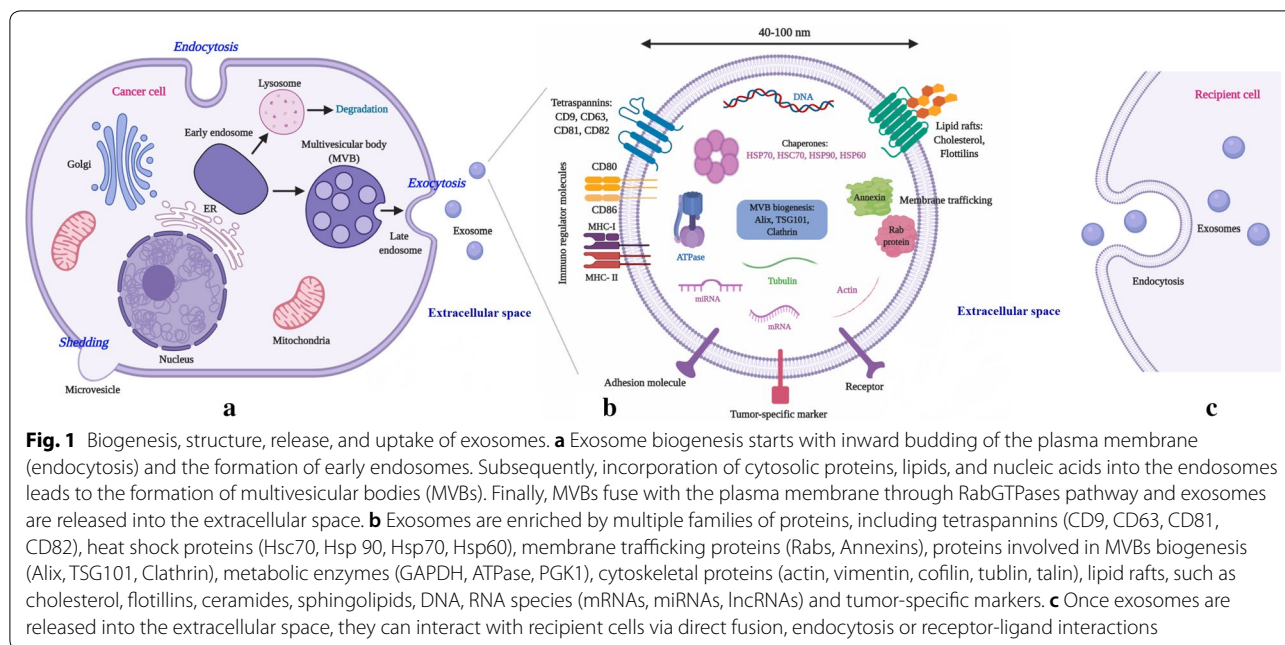 Endocytosis
Cancer cell
Lysosome
Degradation
Early endosome
Golgi
Multivesicular body
(MVB)
Exocytosis
ER
Exosome
Late
endosome
Extracellular space
Mitochondria
Nucleus
Shedding
Microvesicle
a
40-100 nm
Tetraspannins:
CD9, CD63,
CD81, CD82
DNA
Lipid rafts:
Cholesterol,
Flottilins
Chaperones:
HSP70, HSC70, HSP90, HSP60
Immuno regulator molecules
CD80
CD86
MHC-I
MHC- II
ATPase
MVB biogenesis:
Alix, TSG101,
Clathrin
Annexin
Membrane trafficking
Rab
protein
Tubulin
miRNA
Actin
mRNA
Adhesion molecule
Receptor
Tumor-specific marker
b
Extracellular space
Recipient cell
Exosomes
Endocytosis
c
Fig. 1 Biogenesis, structure, release, and uptake of exosomes. a Exosome biogenesis starts with inward budding of the plasma membrane
(endocytosis) and the formation of early endosomes. Subsequently, incorporation of cytosolic proteins, lipids, and nucleic acids into the endosomes
leads to the formation of multivesicular bodies (MVBs). Finally, MVBs fuse with the plasma membrane through RabGTPases pathway and exosomes
are released into the extracellular space. b Exosomes are enriched by multiple families of proteins, including tetraspannins (CD9, CD63, CD81,
CD82), heat shock proteins (Hsc70, Hsp 90, Hsp70, Hsp60), membrane trafficking proteins (Rabs, Annexins), proteins involved in MVBs biogenesis
(Alix, TSG101, Clathrin), metabolic enzymes (GAPDH, ATPase, PGK1), cytoskeletal proteins (actin, vimentin, cofilin, tublin, talin), lipid rafts, such as
cholesterol, flotillins, ceramides, sphingolipids, DNA, RNA species (mRNAs, miRNAs, lncRNAs) and tumor-specific markers. c Once exosomes are
released into the extracellular space, they can interact with recipient cells via direct fusion, endocytosis or receptor-ligand interactions